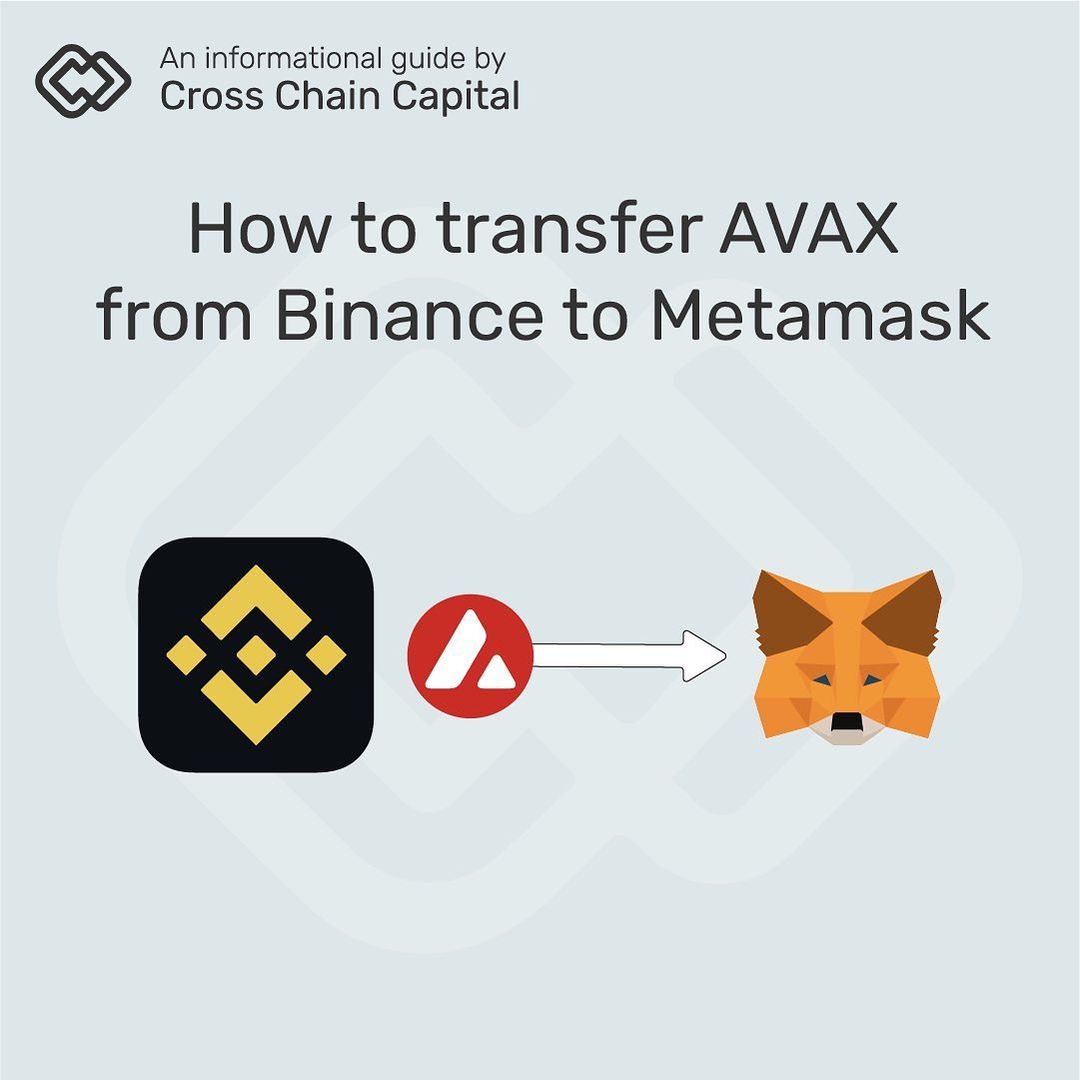 An informational guide by
Cross Chain Capital
How to transfer AVAX
from Binance to Metamask